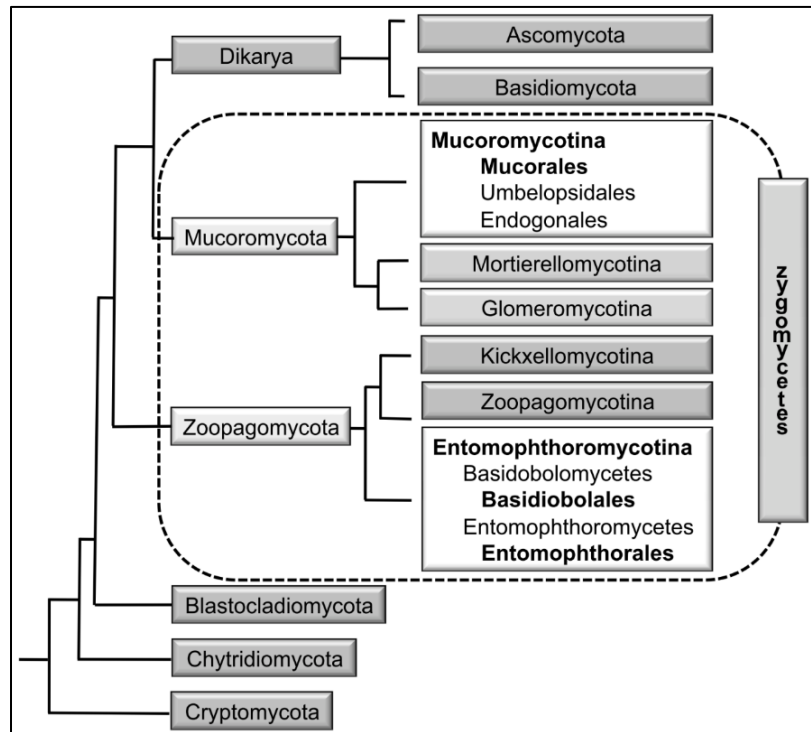 Dikarya
Ascomycota
Basidiomycota
Mucoromycota
Mucoromycotina
Mucorales
Umbelopsidales
Endogonales
Mortierellomycotina
Glomeromycotina
Zoopagomycota
Kickxellomycotina
Zoopagomycotina
Entomophthoromycotina
Basidobolomycetes
Basidiobolales
Entomophthoromycetes
Entomophthorales
zygomycetes
Blastocladiomycota
Chytridiomycota
Cryptomycota